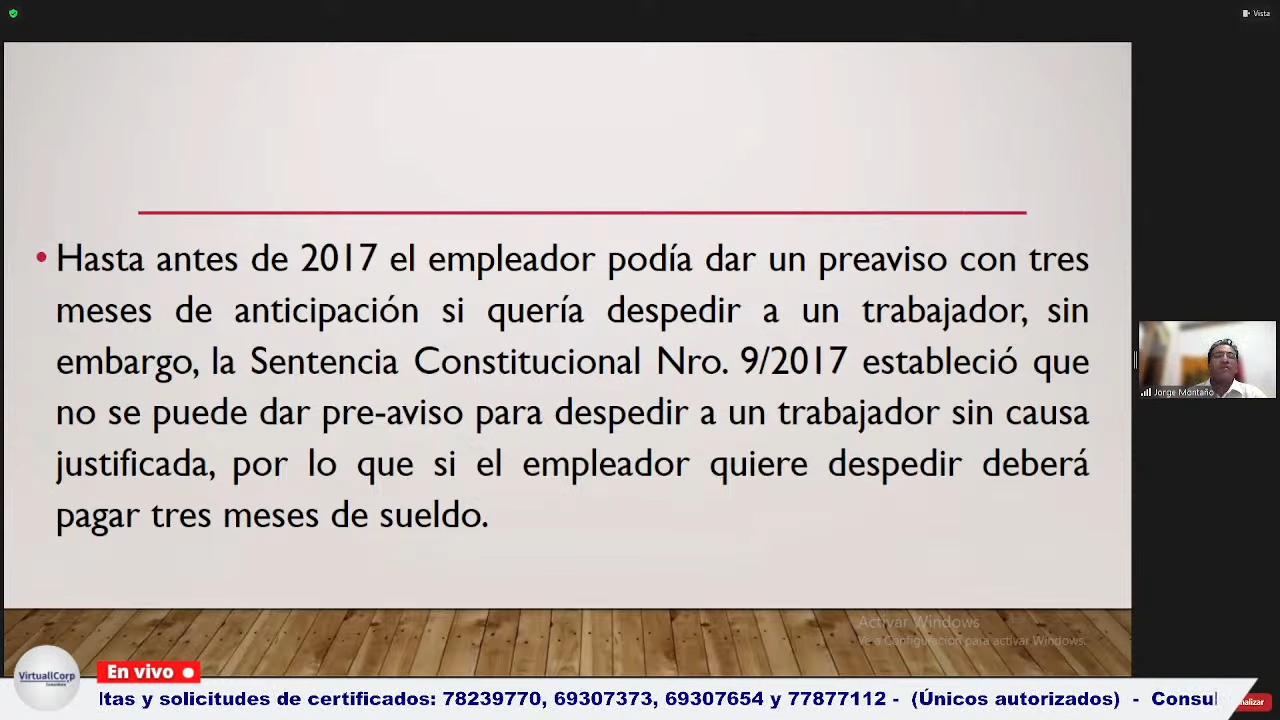 Vista
• Hasta antes de 2017 el empleador podía dar un preaviso con tres
meses de anticipación si quería despedir a un trabajador, sin
embargo, la Sentencia Constitucional Nro. 9/2017 estableció que
no se puede dar pre-aviso para despedir a un trabajador sin causa
justificada, por lo que si el empleador quiere despedir deberá
pagar tres meses de sueldo.
Jorge Montaño
Activar Windows
Ve a Configuración para activar Windows.
VirtuallCorp
En vivo
ltas y solicitudes de certificados: 78239770, 69307373, 69307654 y 77877112 - (Únicos autorizados) - Consul